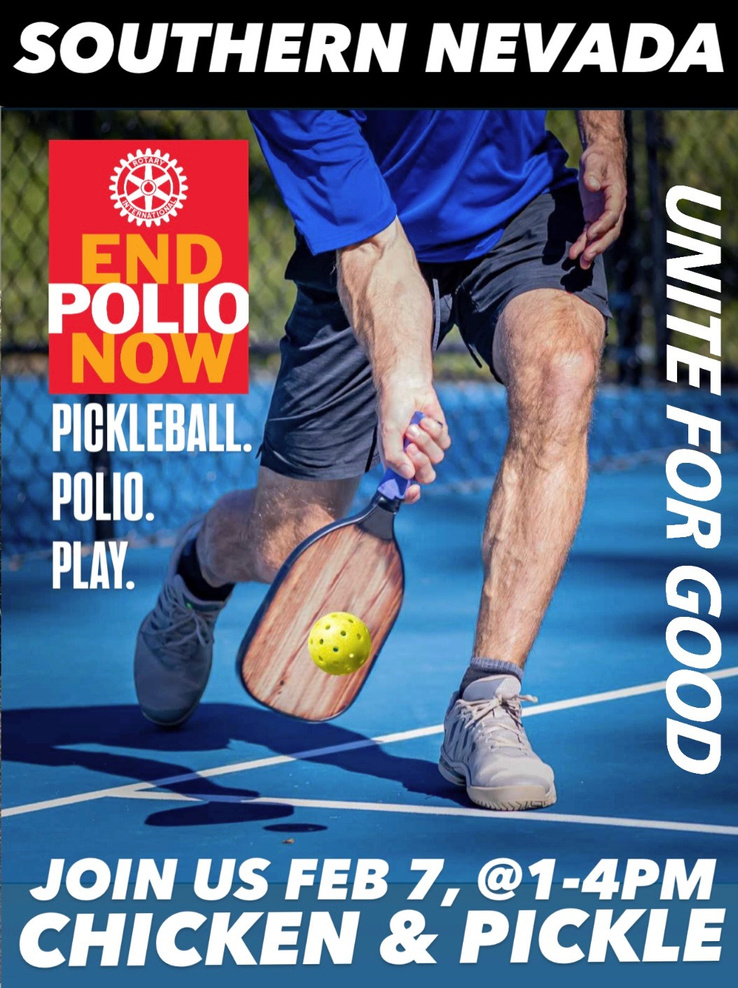 SOUTHERN NEVADA
ROTARY
INTERNATIONAL
END
POLIO
NOW
PICKLEBALL.
POLIO.
PLAY.
UNITE FOR GOOD
JOIN US FEB 7, @1-4PM
CHICKEN & PICKLE